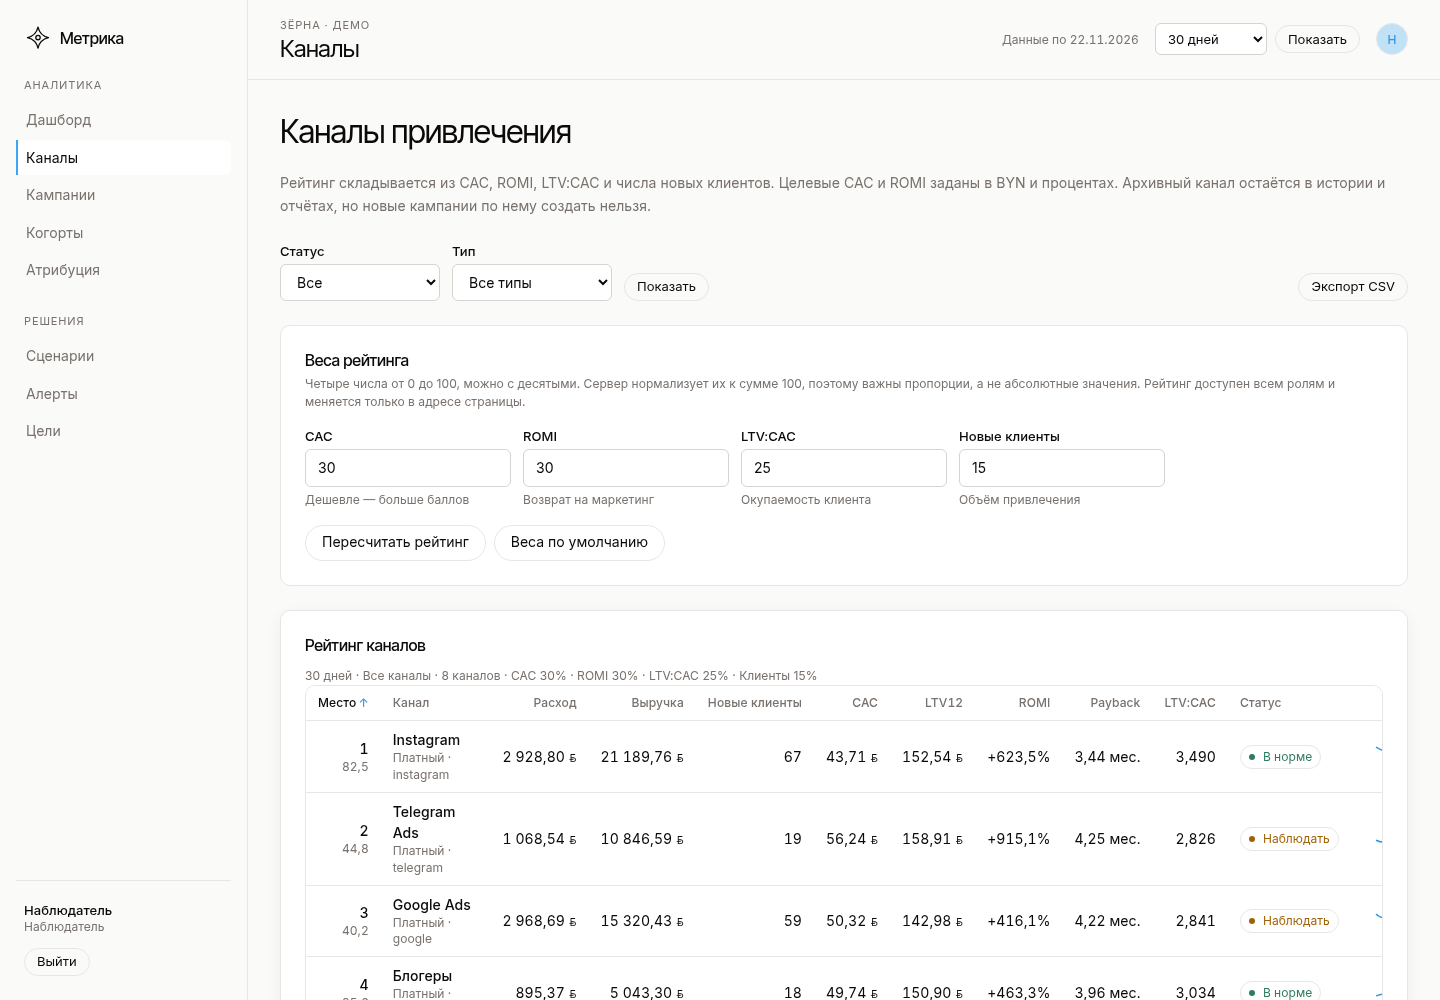 Метрика
АНАЛИТИКА
Дашборд
Каналы
Кампании
Когорты
Атрибуция
РЕШЕНИЯ
Сценарии
Алерты
Цели
Наблюдатель
Наблюдатель
Выйти
ЗЁРНА · ДЕМО
Каналы
Данные по 22.11.2026
30 дней
Показать
Н
Каналы привлечения
Рейтинг складывается из CAC, ROMI, LTV:CAC и числа новых клиентов. Целевые CAC и ROMI заданы в BYN и процентах. Архивный канал остаётся в истории и
отчётах, но новые кампании по нему создать нельзя.
Статус
Тип
Все
Все типы
Показать
Экспорт CSV
Веса рейтинга
Четыре числа от 0 до 100, можно с десятыми. Сервер нормализует их к сумме 100, поэтому важны пропорции, а не абсолютные значения. Рейтинг доступен всем ролям и
меняется только в адресе страницы.
CAC
ROMI
LTV:CAC
Новые клиенты
30
30
25
15
Дешевле — больше баллов
Возврат на маркетинг
Окупаемость клиента
Объём привлечения
Пересчитать рейтинг
Веса по умолчанию
Рейтинг каналов
30 дней · Все каналы · 8 каналов · CAC 30% · ROMI 30% · LTV:CAC 25% · Клиенты 15%
Место ↑ Канал Расход Выручка Новые клиенты CAC LTV12 ROMI Payback LTV:CAC Статус
1 Instagram 2 928,80 Б 21 189,76 Б 67 43,71 Б 152,54 Б +623,5% 3,44 мес. 3,490 В норме
82,5 Платный ·
instagram
2 Telegram
Ads 1 068,54 Б 10 846,59 Б 19 56,24 Б 158,91 Б +915,1% 4,25 мес. 2,826 Наблюдать
44,8 Платный ·
telegram
3 Google Ads 2 968,69 Б 15 320,43 Б 59 50,32 Б 142,98 Б +416,1% 4,22 мес. 2,841 Наблюдать
40,2 Платный ·
google
4 Блогеры 895,37 Б 5 043,30 Б 18 49,74 Б 150,90 Б +463,3% 3,96 мес. 3,034 В норме
Платный ·